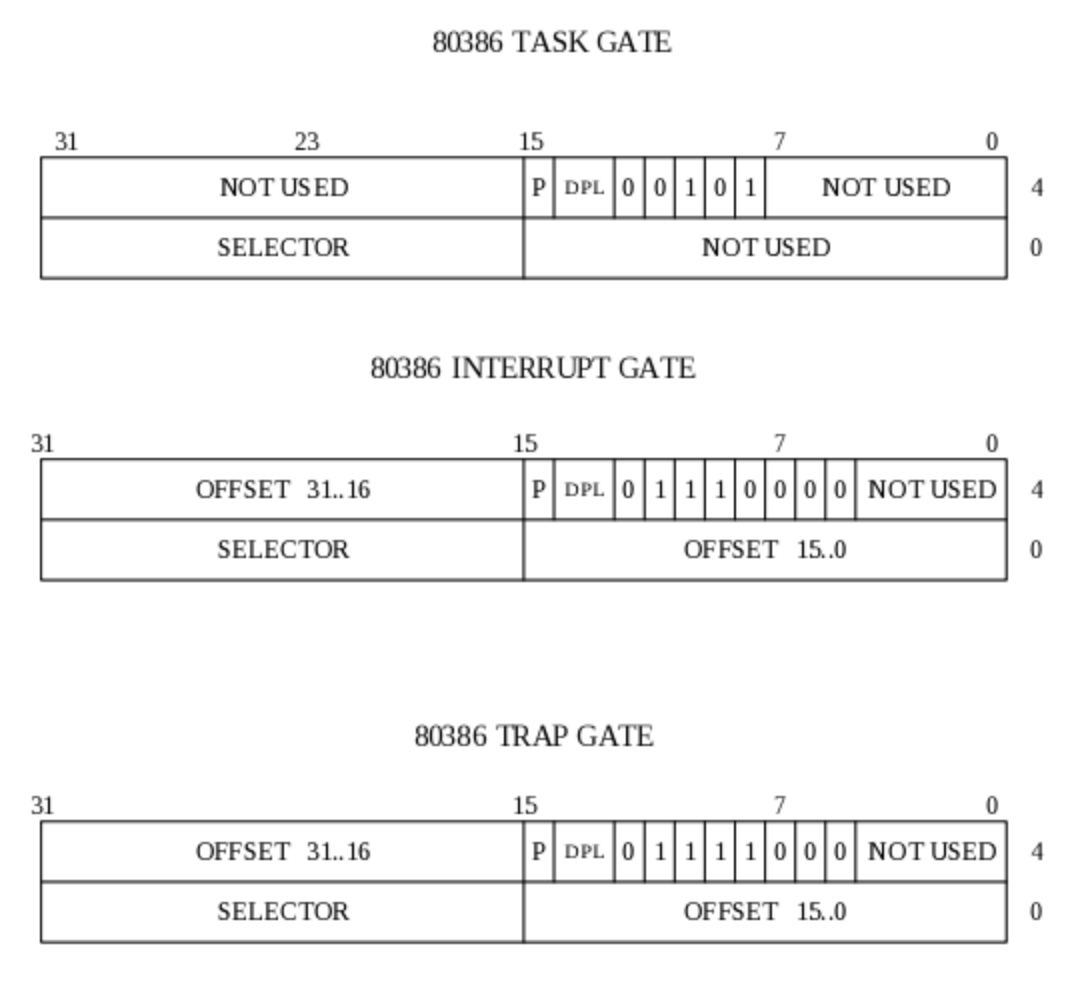 80386 TASK GATE
31 23 15 7 0
NOT USED P DPL 0 0 1 0 1 NOT USED 4
SELECTOR NOT USED 0
80386 INTERRUPT GATE
31 15 7 0
OFFSET 31..16 P DPL 0 1 1 1 0 0 0 0 NOT USED 4
SELECTOR OFFSET 15..0 0
80386 TRAP GATE
31 15 7 0
OFFSET 31..16 P DPL 0 1 1 1 1 0 0 0 NOT USED 4
SELECTOR OFFSET 15..0 0